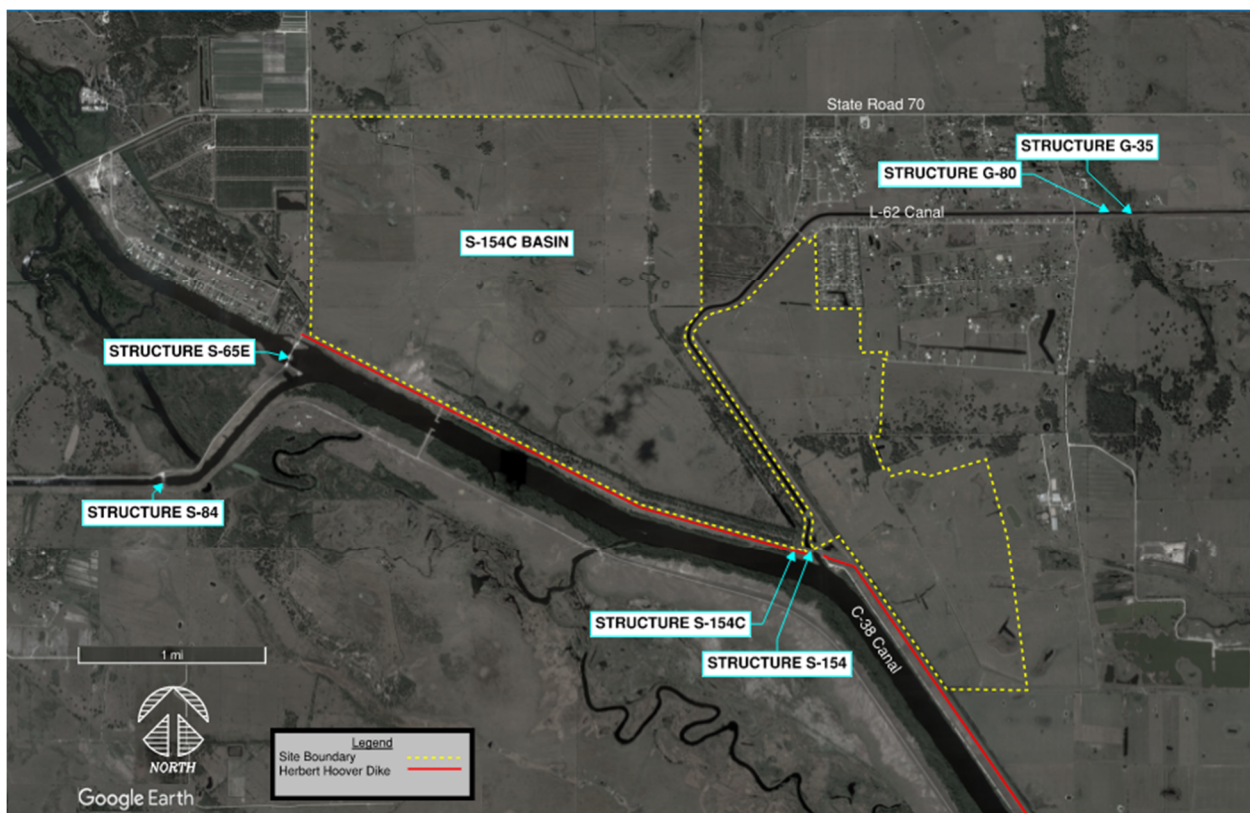 State Road 70
STRUCTURE G-35
STRUCTURE G-80
L-62 Canal
S-154C BASIN
STRUCTURE S-65E
STRUCTURE S-84
STRUCTURE S-154C
STRUCTURE S-154
C-38 Canal
1 mi
NORTH
Legend
Site Boundary
Herbert Hoover Dike
Google Earth